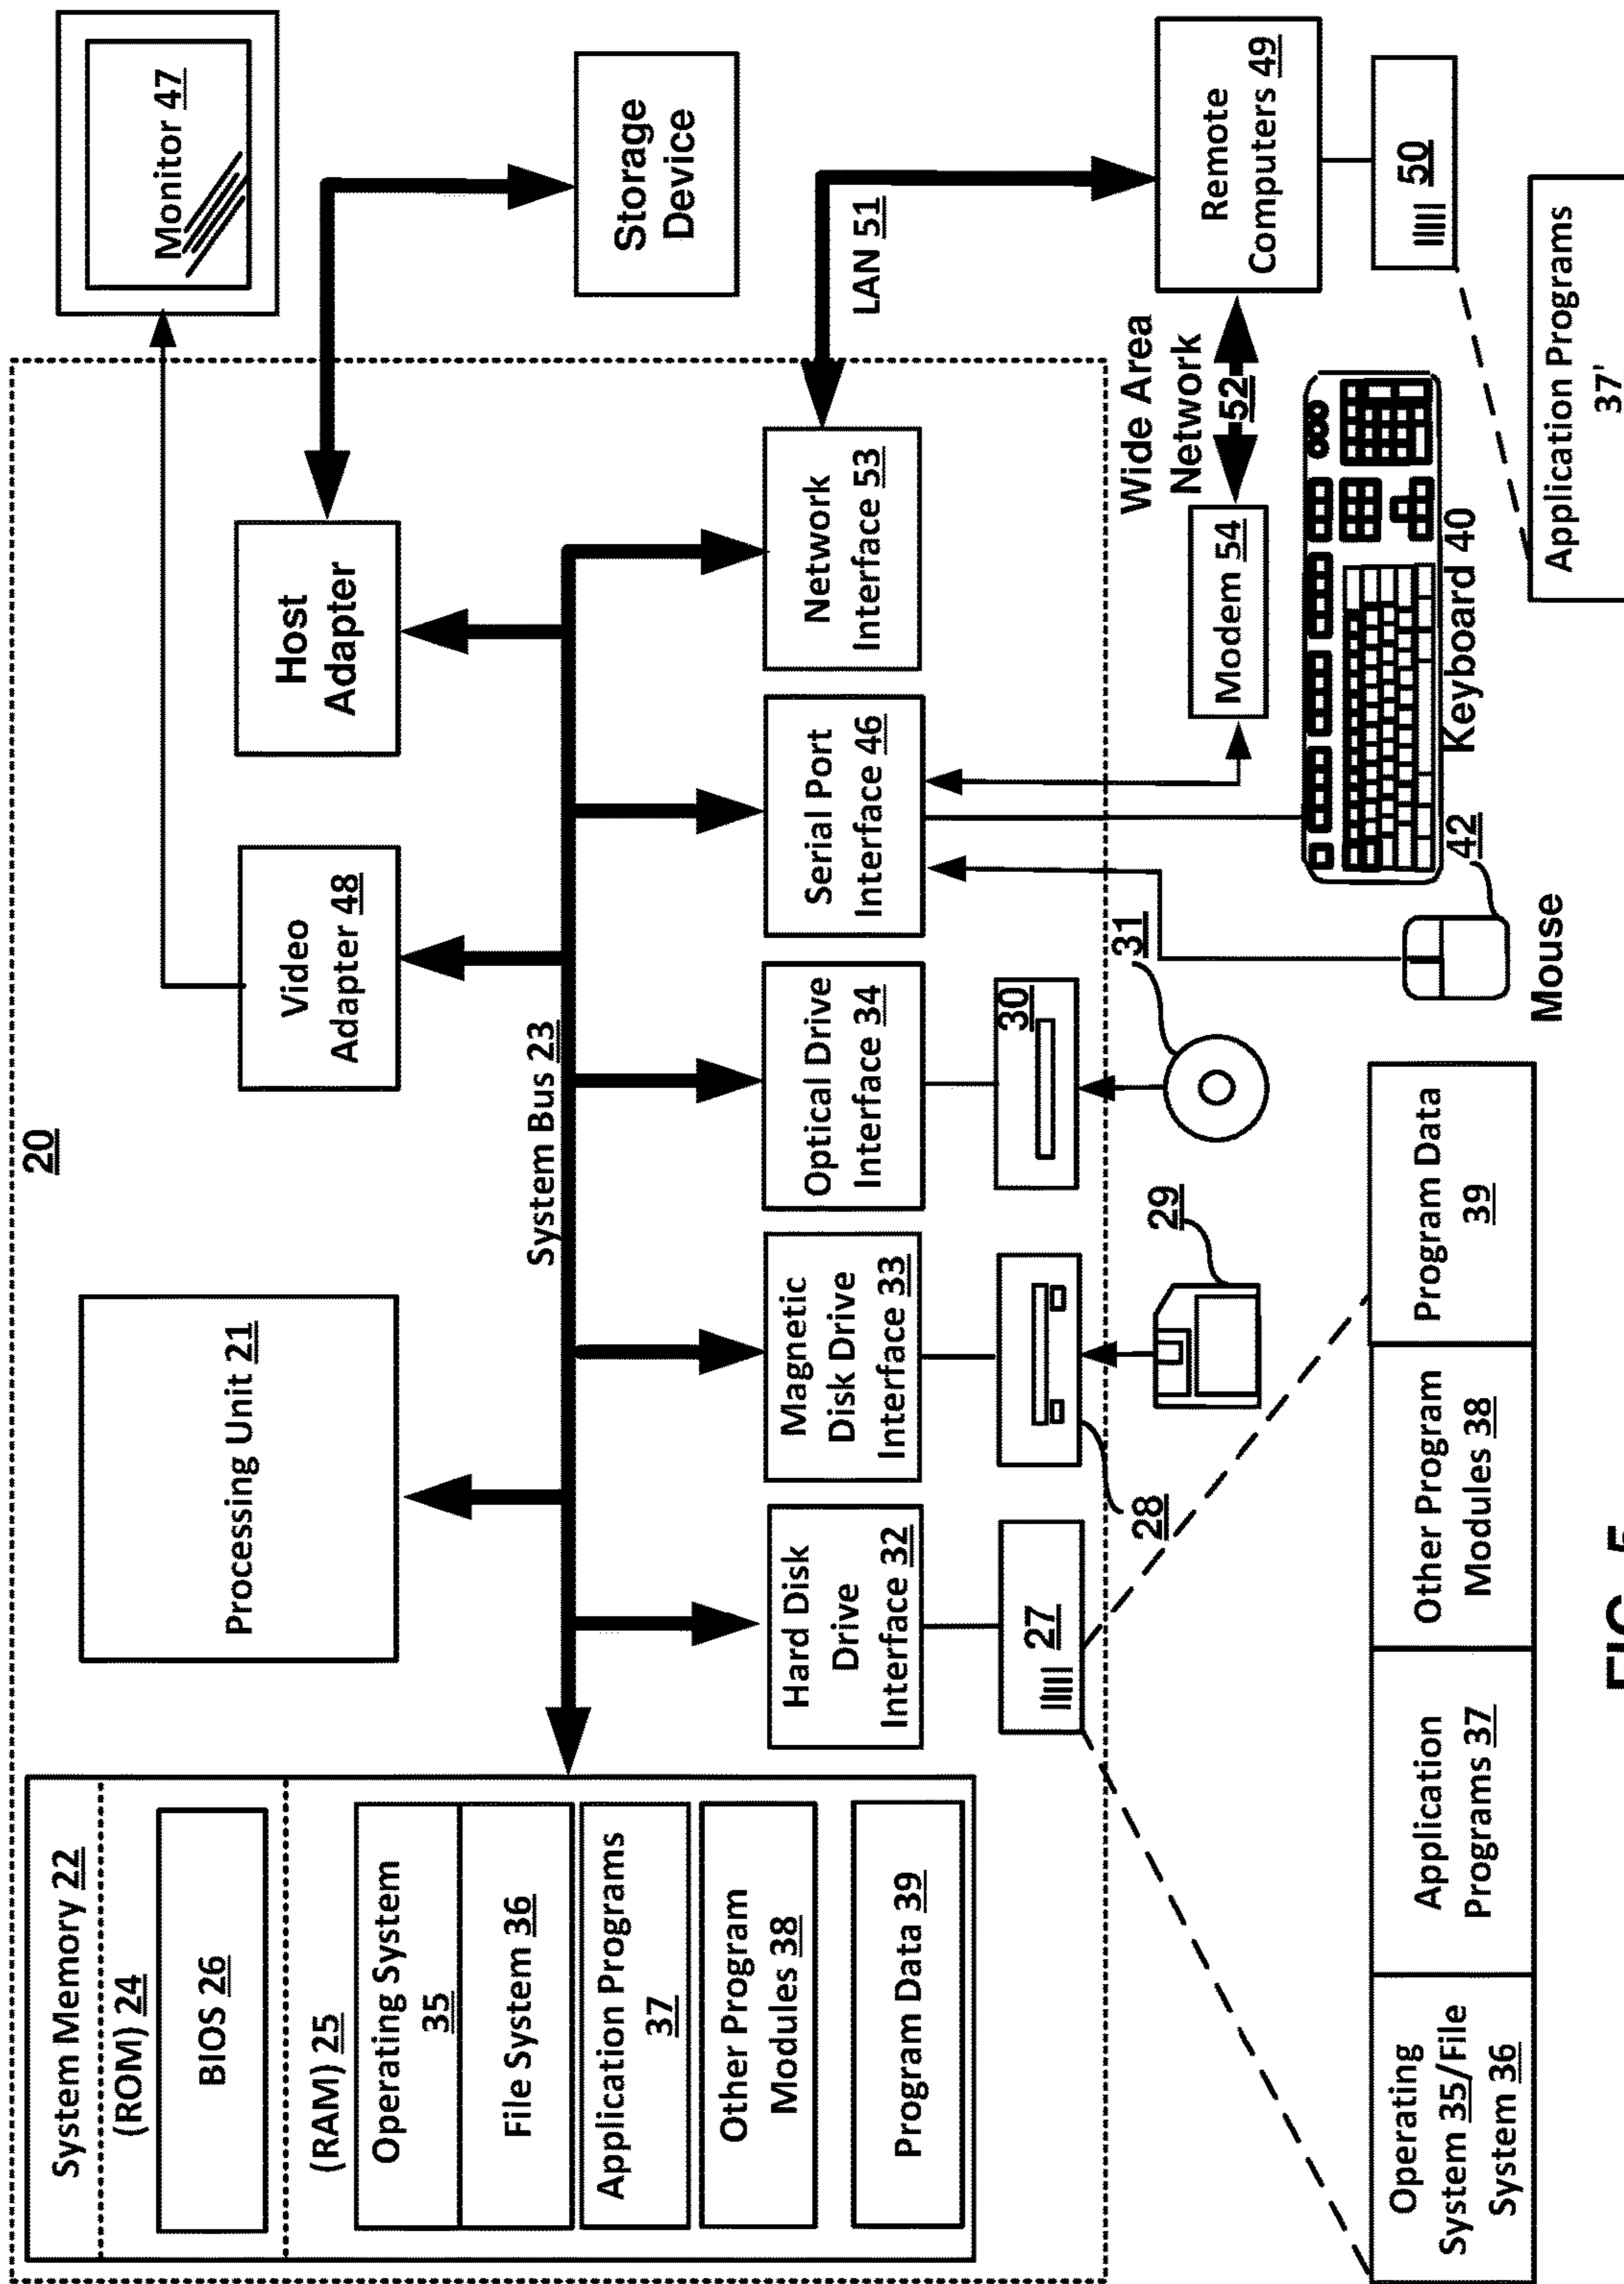 20
System Memory 22
(ROM) 24
BIOS 26
(RAM) 25
Operating System
35
File System 36
Application Programs
37
Other Program
Modules 38
Program Data 39
Processing Unit 21
Video
Adapter 48
Host
Adapter
Monitor 47
Storage
Device
System Bus 23
Hard Disk
Drive
Interface 32
Magnetic
Disk Drive
Interface 33
Optical Drive
Interface 34
Serial Port
Interface 46
Network
Interface 53
LAN 51
27
28
29
30
31
Wide Area
Network
52
Modem 54
Remote
Computers 49
50
Keyboard 40
42
Mouse
Operating
System 35/File
System 36
Application
Programs 37
Other Program
Modules 38
Program Data
39
Application Programs
37'